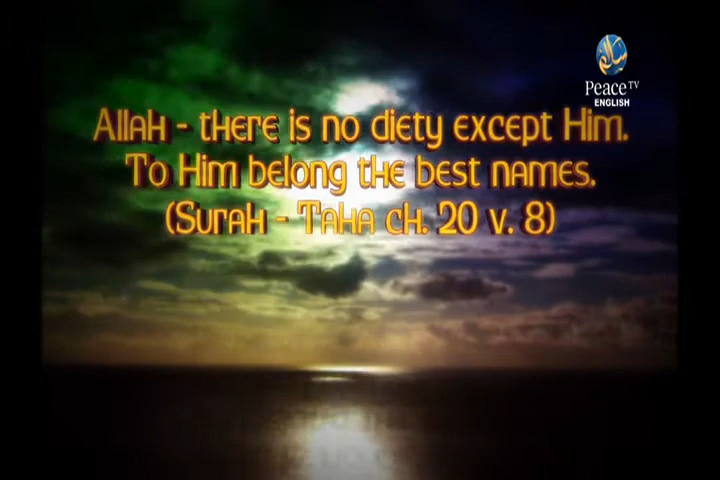 Peace TV
ENGLISH
Allah - there is no diety except Him.
To Him belong the best names.
(Surah - Taha ch. 20 v. 8)